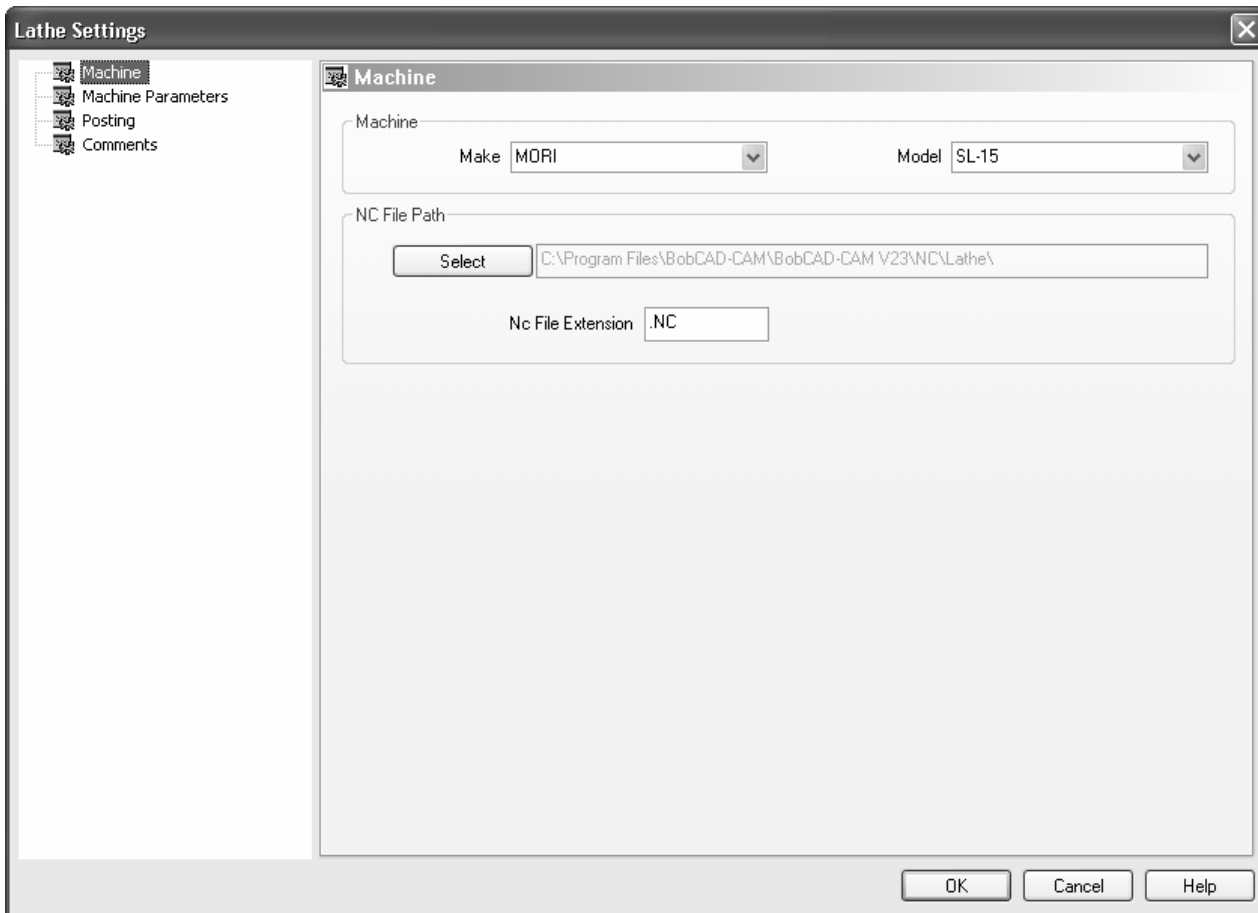 Lathe Settings
Machine
Machine Parameters
Posting
Comments
Machine
Machine
Make MORI Model SL-15
NC File Path
Select C:\Program Files\BobCAD-CAM\BobCAD-CAM V23\NC\Lathe\
Nc File Extension .NC
OK Cancel Help